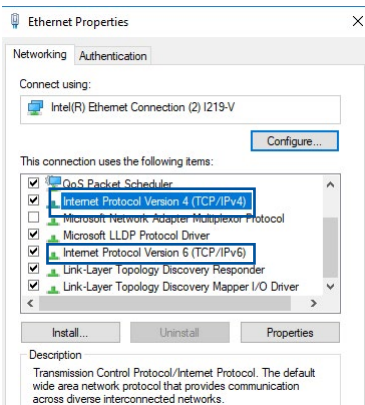 Ethernet Properties
Networking Authentication
Connect using:
Intel(R) Ethernet Connection (2) I219-V
Configure...
This connection uses the following items:
QoS Packet Scheduler
Internet Protocol Version 4 (TCP/IPv4)
Microsoft Network Adapter Multiplexor Protocol
Microsoft LLDP Protocol Driver
Internet Protocol Version 6 (TCP/IPv6)
Link-Layer Topology Discovery Responder
Link-Layer Topology Discovery Mapper I/O Driver
Install... Uninstall Properties
Description
Transmission Control Protocol/Internet Protocol. The default
wide area network protocol that provides communication
across diverse interconnected networks.